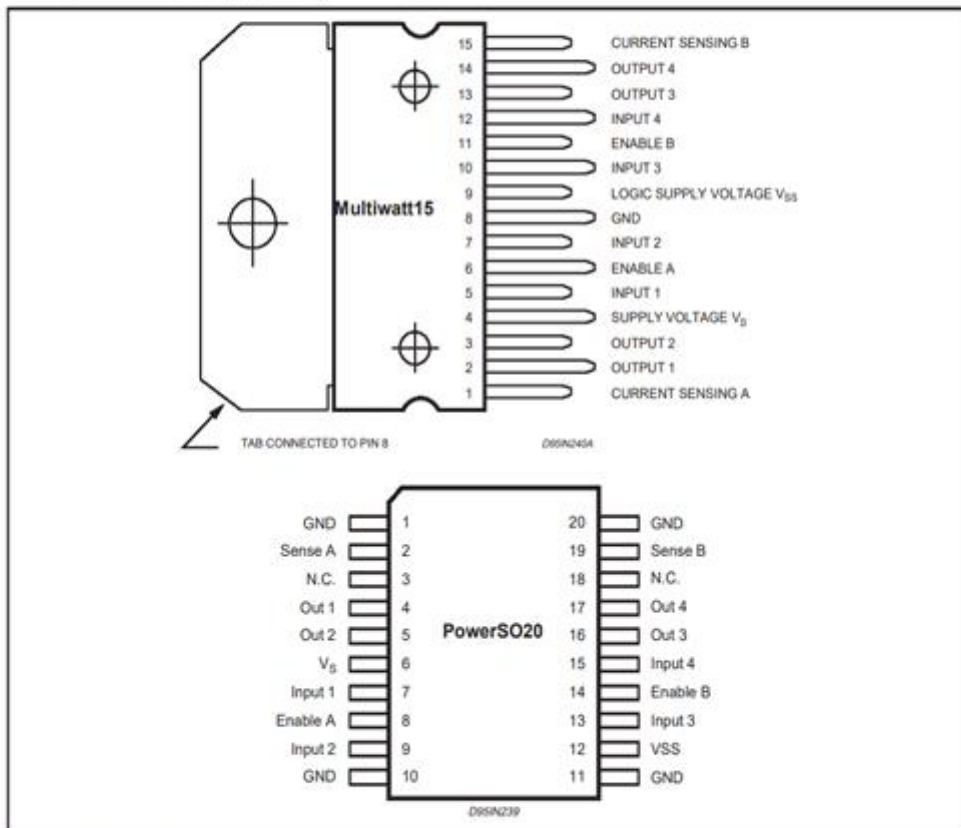 15 CURRENT SENSING B
14 OUTPUT 4
13 OUTPUT 3
12 INPUT 4
11 ENABLE B
10 INPUT 3
9 LOGIC SUPPLY VOLTAGE VSS
Multiwatt15
8 GND
7 INPUT 2
6 ENABLE A
5 INPUT 1
4 SUPPLY VOLTAGE VS
3 OUTPUT 2
2 OUTPUT 1
1 CURRENT SENSING A
TAB CONNECTED TO PIN 8
D95IN240A
GND 1 20 GND
Sense A 2 19 Sense B
N.C. 3 18 N.C.
Out 1 4 17 Out 4
Out 2 5 PowerSO20 16 Out 3
VS 6 15 Input 4
Input 1 7 14 Enable B
Enable A 8 13 Input 3
Input 2 9 12 VSS
GND 10 11 GND
D95IN239